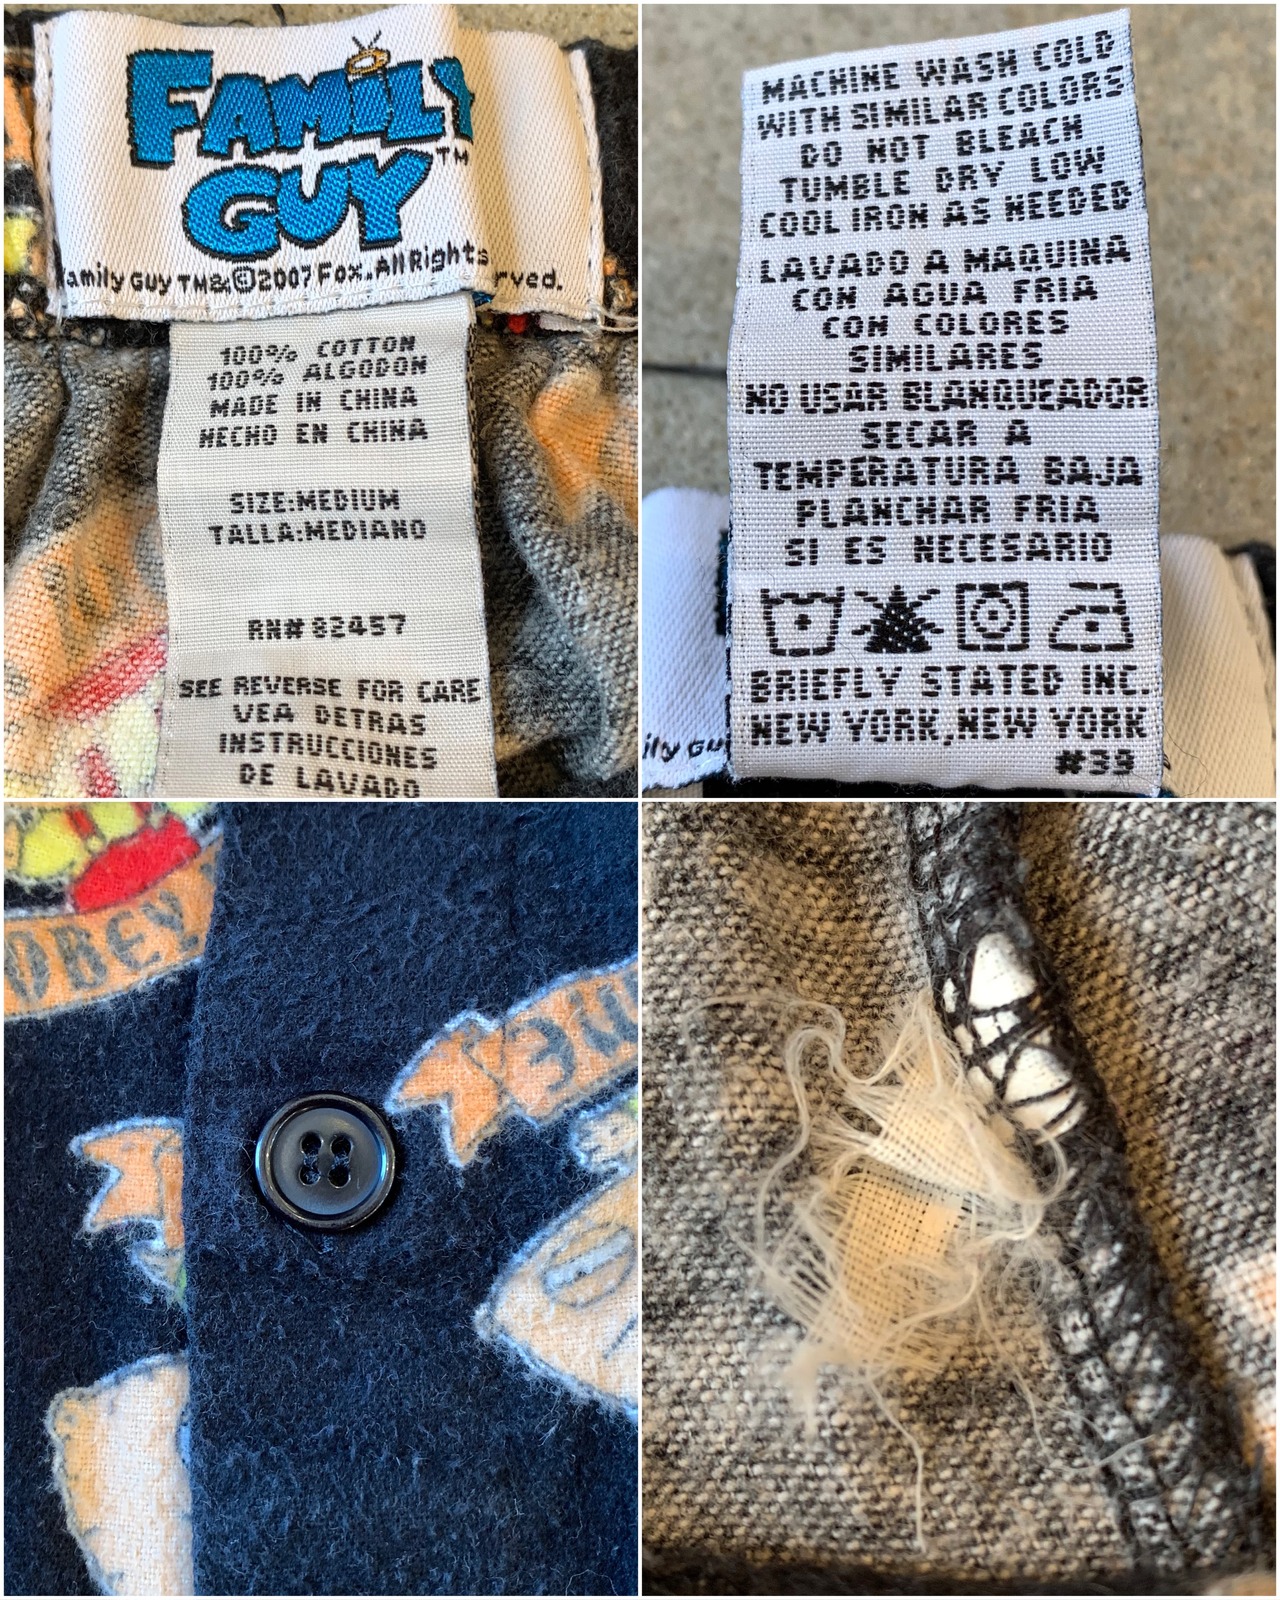 FAMILY
GUY™
amily Guy TM&©2007 Fox. All Rights rved.
100% COTTON
100% ALGODON
MADE IN CHINA
HECHO EN CHINA
SIZE:MEDIUM
TALLA:MEDIANO
RN# 82457
SEE REVERSE FOR CARE
VEA DETRAS
INSTRUCCIONES
DE LAVADO
MACHINE WASH COLD
WITH SIMILAR COLORS
DO NOT BLEACH
TUMBLE DRY LOW
COOL IRON AS NEEDED
LAVADO A MAQUINA
CON AGUA FRIA
CON COLORES
SIMILARES
NO USAR BLANQUEADOR
SECAR A
TEMPERATURA BAJA
PLANCHAR FRIA
SI ES NECESARIO
BRIEFLY STATED INC.
NEW YORK, NEW YORK
#39
ily Gu
OBEY